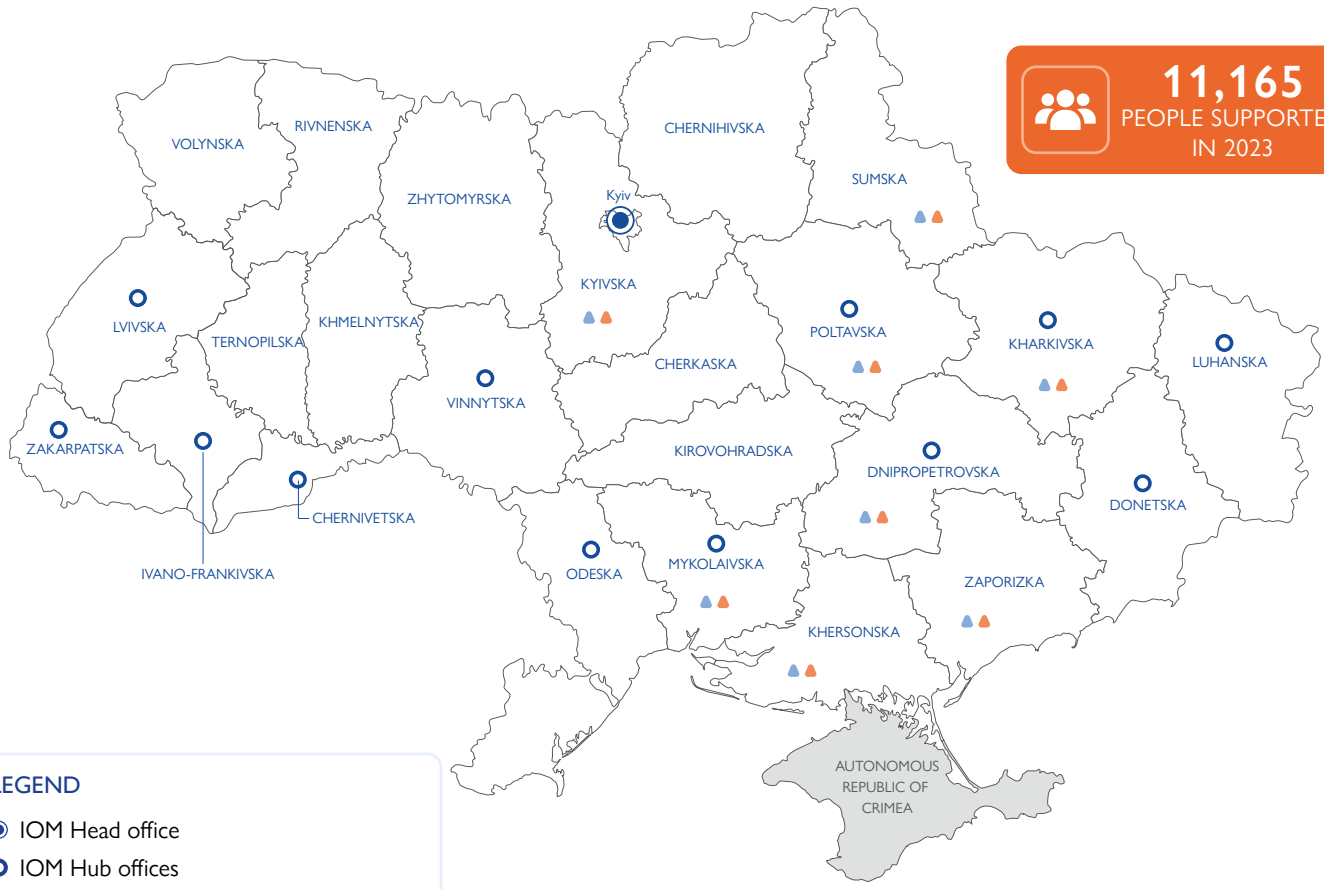 11,165
PEOPLE SUPPORTE
IN 2023
VOLYNSKA
RIVNENSKA
CHERNIHIVSKA
SUMSKA
ZHYTOMYRSKA
Kyiv
KYIVSKA
LVIVSKA
TERNOPILSKA
KHMELNYTSKA
POLTAVSKA
KHARKIVSKA
LUHANSKA
CHERKASKA
VINNYTSKA
ZAKARPATSKA
KIROVOHRADSKA
DNIPROPETROVSKA
DONETSKA
CHERNIVETSKA
IVANO-FRANKIVSKA
ODESKA
MYKOLAIVSKA
ZAPORIZKA
KHERSONSKA
AUTONOMOUS
REPUBLIC OF
CRIMEA
LEGEND
IOM Head office
IOM Hub offices